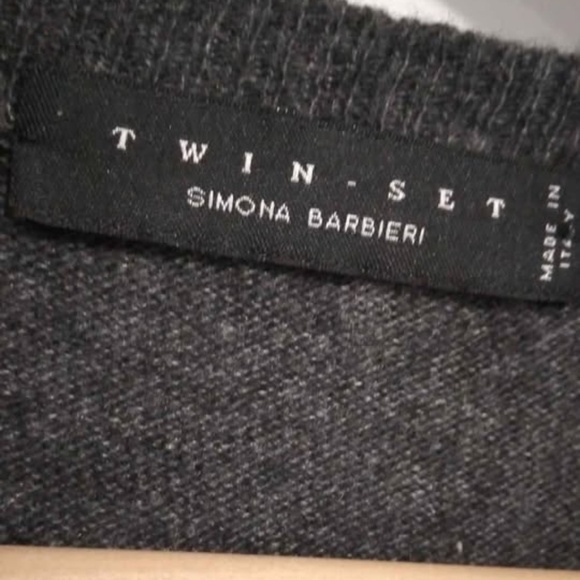 TWIN-SET
SIMONA BARBIERI
MADE IN
ITALY